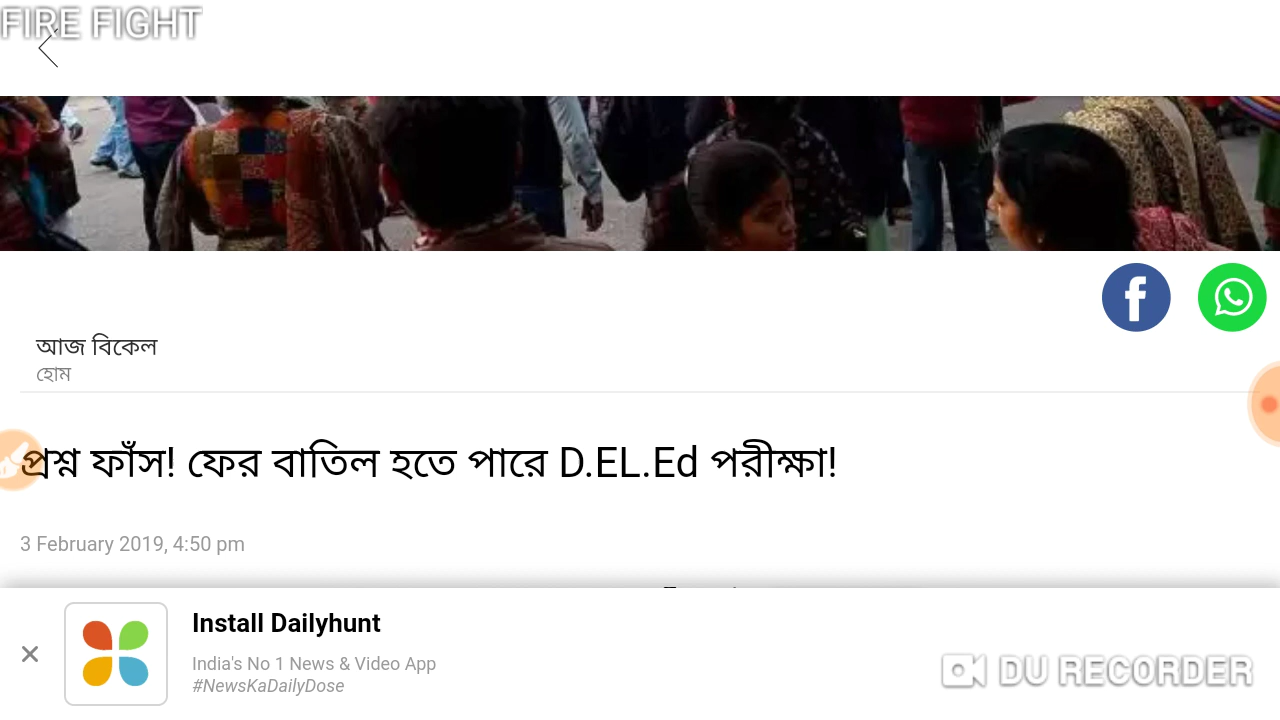 FIRE FIGHT
আজ বিকেল
হোম
প্রশ্ন ফাঁস! ফের বাতিল হতে পারে D.EL.Ed পরীক্ষা!
3 February 2019, 4:50 pm
Install Dailyhunt
India's No 1 News & Video App
#NewsKaDailyDose
DU RECORDER